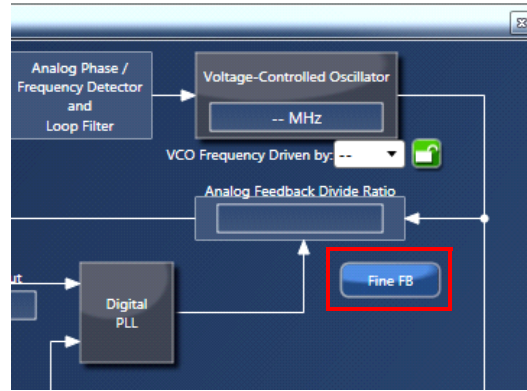 Analog Phase /
Frequency Detector
and
Loop Filter
Voltage-Controlled Oscillator
-- MHz
VCO Frequency Driven by:
--
Analog Feedback Divide Ratio
Fine FB
Digital
PLL